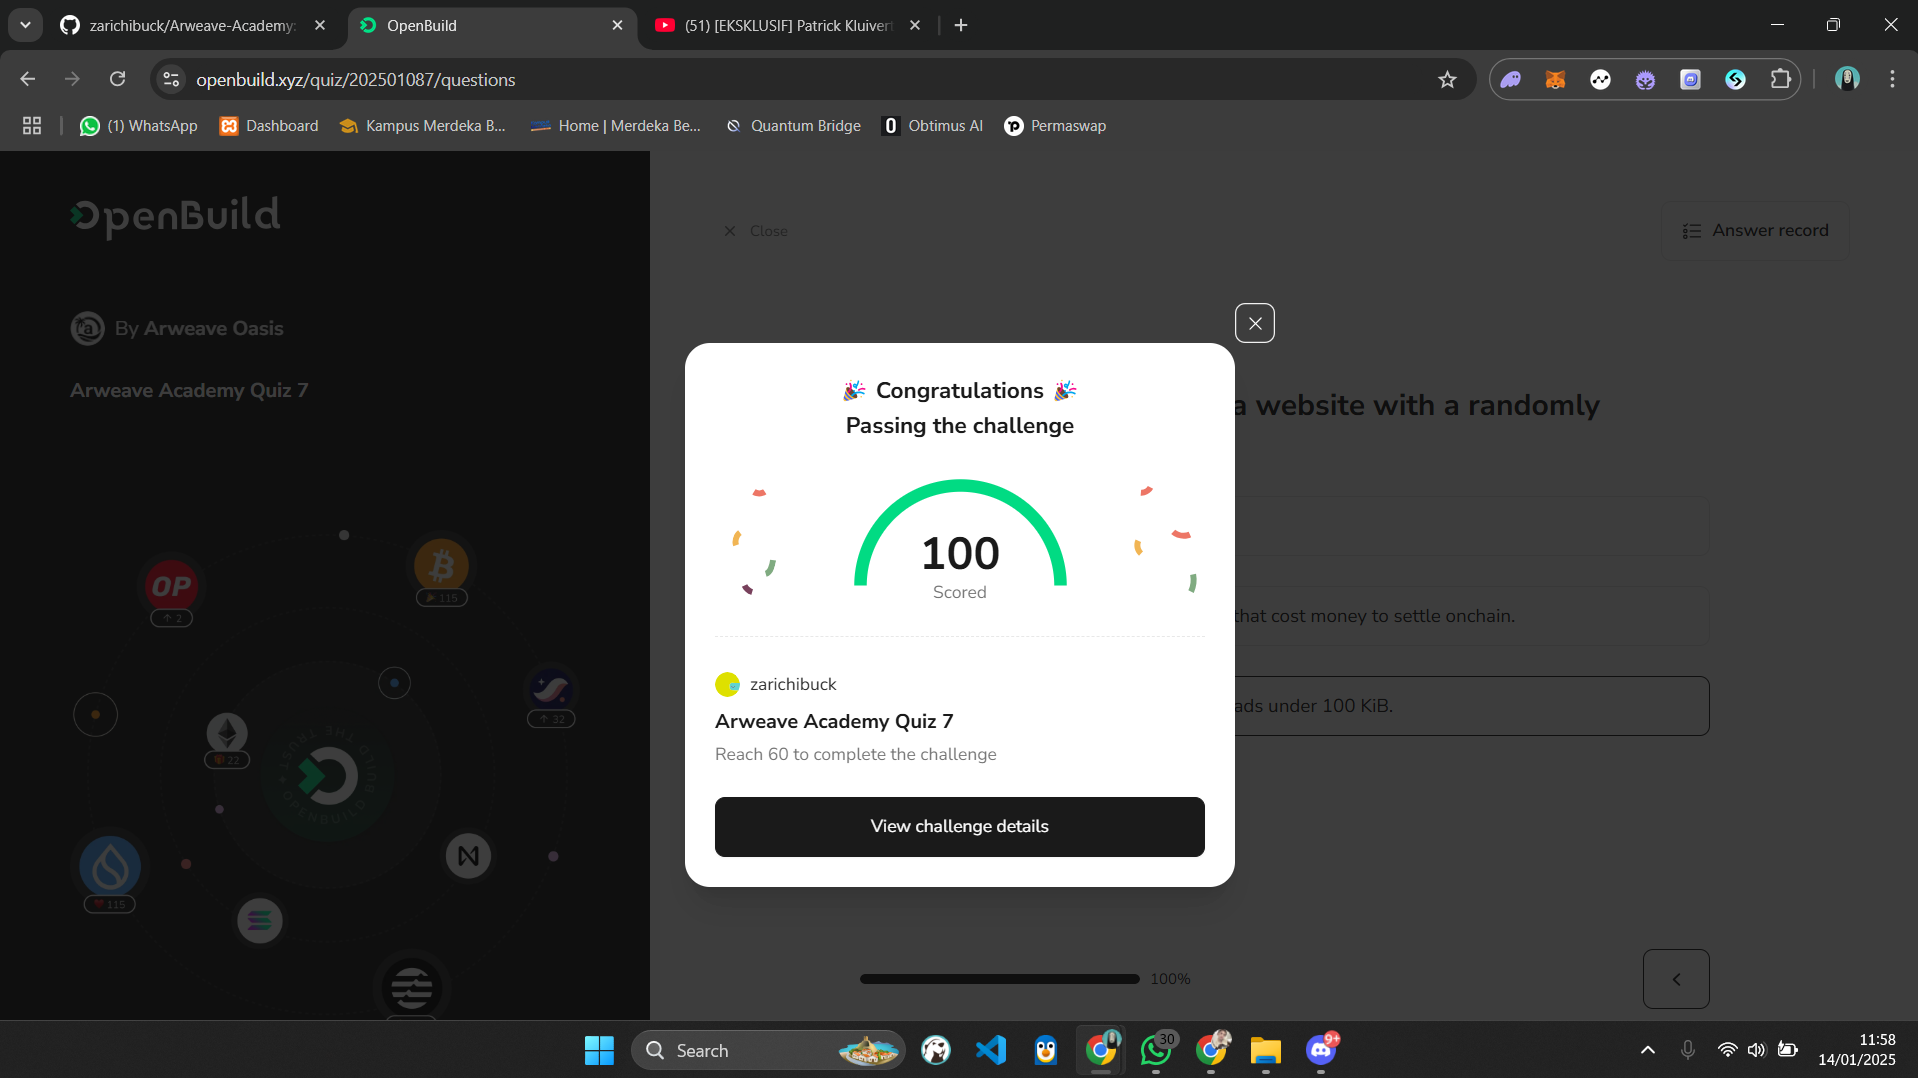 zarichibuck/Arweave-Academy:
OpenBuild
(51) [EKSKLUSIF] Patrick Kluivert
openbuild.xyz/quiz/202501087/questions
(1) WhatsApp
Dashboard
Kampus Merdeka B...
Home | Merdeka Be...
Quantum Bridge
Obtimus AI
Permaswap
OpenBuild
By Arweave Oasis
Arweave Academy Quiz 7
OP
2
115
32
22
115
Close
Answer record
a website with a randomly
that cost money to settle onchain.
ads under 100 KiB.
Congratulations
Passing the challenge
100
Scored
zarichibuck
Arweave Academy Quiz 7
Reach 60 to complete the challenge
View challenge details
100%
Search
30
9+
11:58
14/01/2025